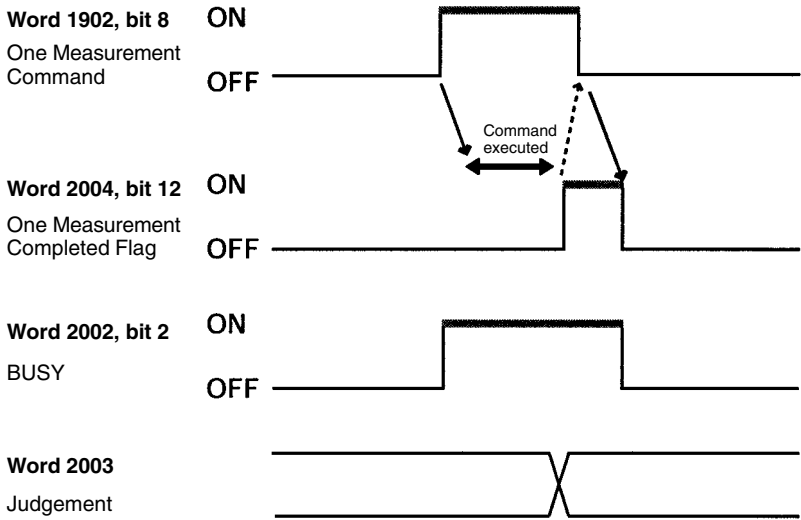 Word 1902, bit 8
ON
One Measurement
Command
OFF
Command
executed
Word 2004, bit 12
ON
One Measurement
Completed Flag
OFF
Word 2002, bit 2
ON
BUSY
OFF
Word 2003
Judgement